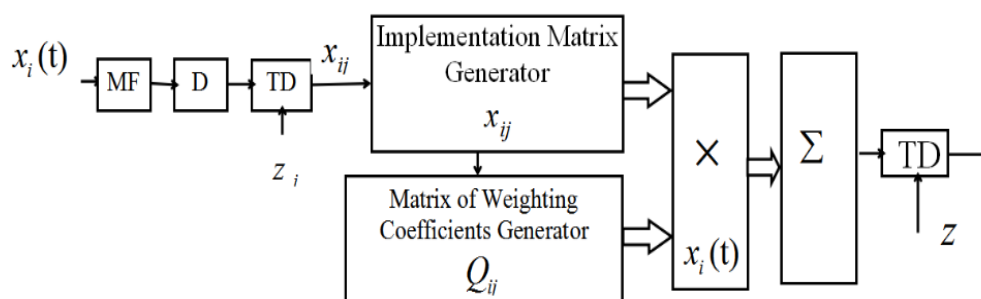 x_i(t)
MF
D
TD
x_ij
z_i
Implementation Matrix
Generator
x_ij
Matrix of Weighting
Coefficients Generator
Q_ij
×
x_i(t)
Σ
TD
z